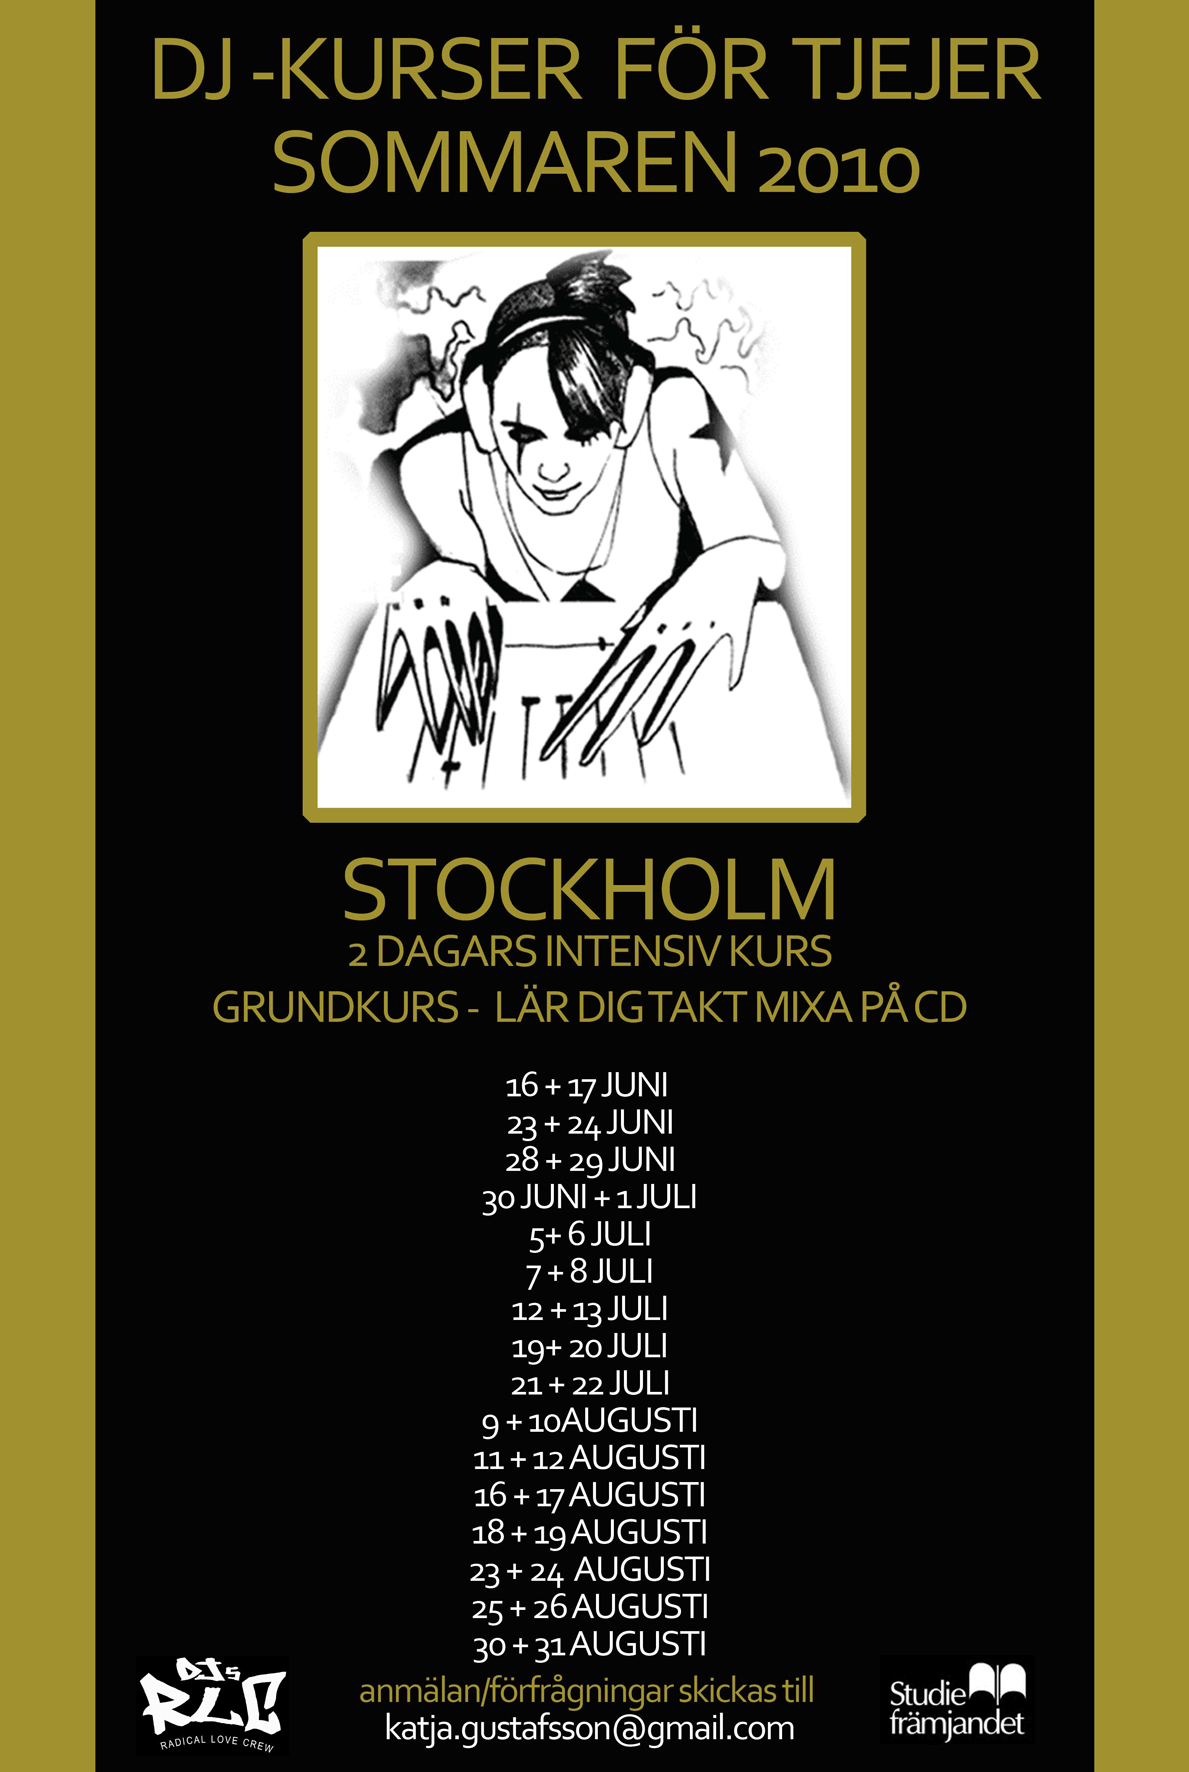 DJ -KURSER FÖR TJEJER
SOMMAREN 2010
STOCKHOLM
2 DAGARS INTENSIV KURS
GRUNDKURS - LÄR DIG TAKT MIXA PÅ CD
16 + 17 JUNI
23 + 24 JUNI
28 + 29 JUNI
30 JUNI + 1 JULI
5+ 6 JULI
7 + 8 JULI
12 + 13 JULI
19+ 20 JULI
21 + 22 JULI
9 + 10AUGUSTI
11 + 12 AUGUSTI
16 + 17 AUGUSTI
18 + 19 AUGUSTI
23 + 24 AUGUSTI
25 + 26 AUGUSTI
30 + 31 AUGUSTI
anmälan/förfrågningar skickas till
katja.gustafsson@gmail.com
DJs
RLC
RADICAL LOVE CREW
Studie
främjandet